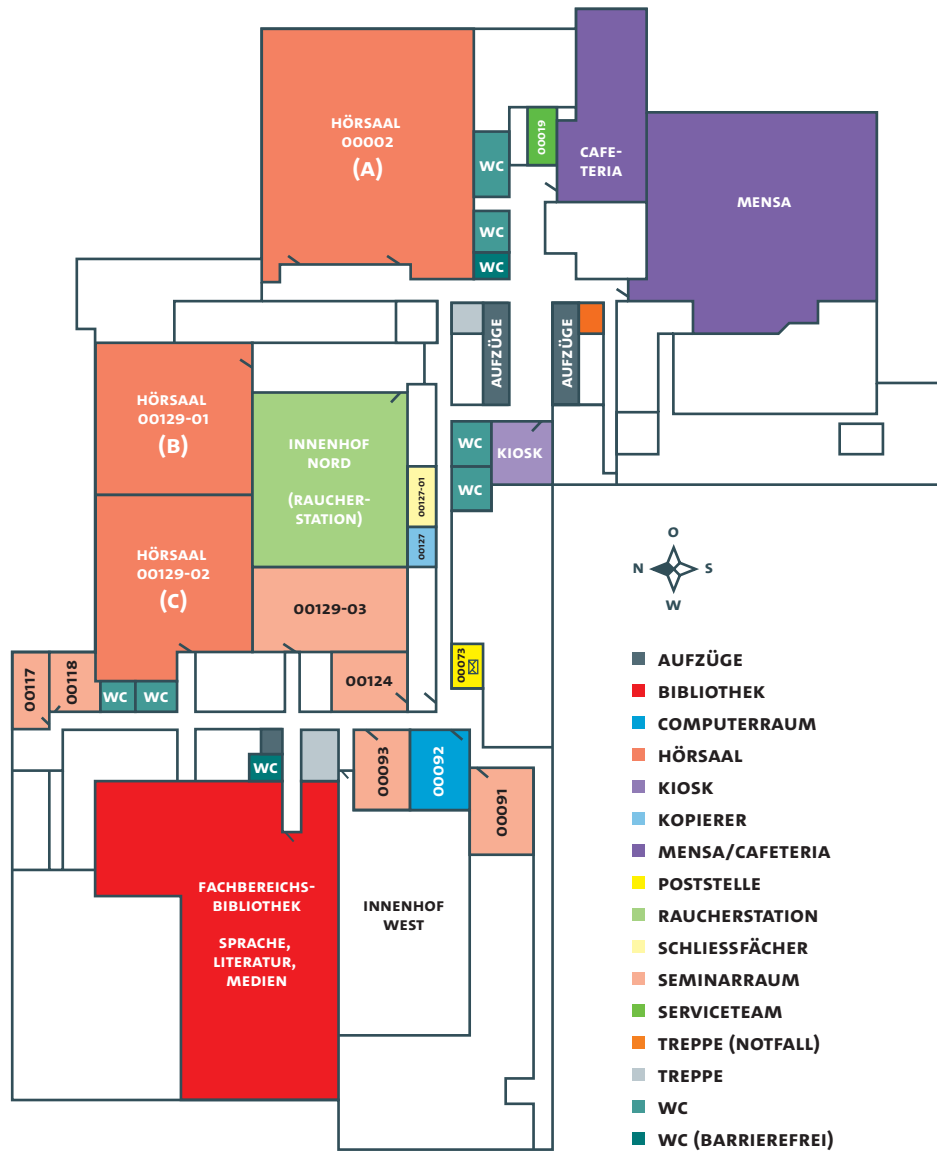 HÖRSAAL
00002
(A)
WC
00019
CAFE-
TERIA
MENSA
WC
WC
AUFZÜGE
AUFZÜGE
HÖRSAAL
00129-01
(B)
INNENHOF
NORD
(RAUCHER-
STATION)
WC
KIOSK
WC
00127-01
00127
HÖRSAAL
00129-02
(C)
00129-03
O
N
S
W
00117
00118
WC
WC
00124
00073
WC
00093
00092
00091
FACHBEREICHS-
BIBLIOTHEK
SPRACHE,
LITERATUR,
MEDIEN
INNENHOF
WEST
AUFZÜGE
BIBLIOTHEK
COMPUTERRAUM
HÖRSAAL
KIOSK
KOPIERER
MENSA/CAFETERIA
POSTSTELLE
RAUCHERSTATION
SCHLIESSFÄCHER
SEMINARRAUM
SERVICETEAM
TREPPE (NOTFALL)
TREPPE
WC
WC (BARRIEREFREI)